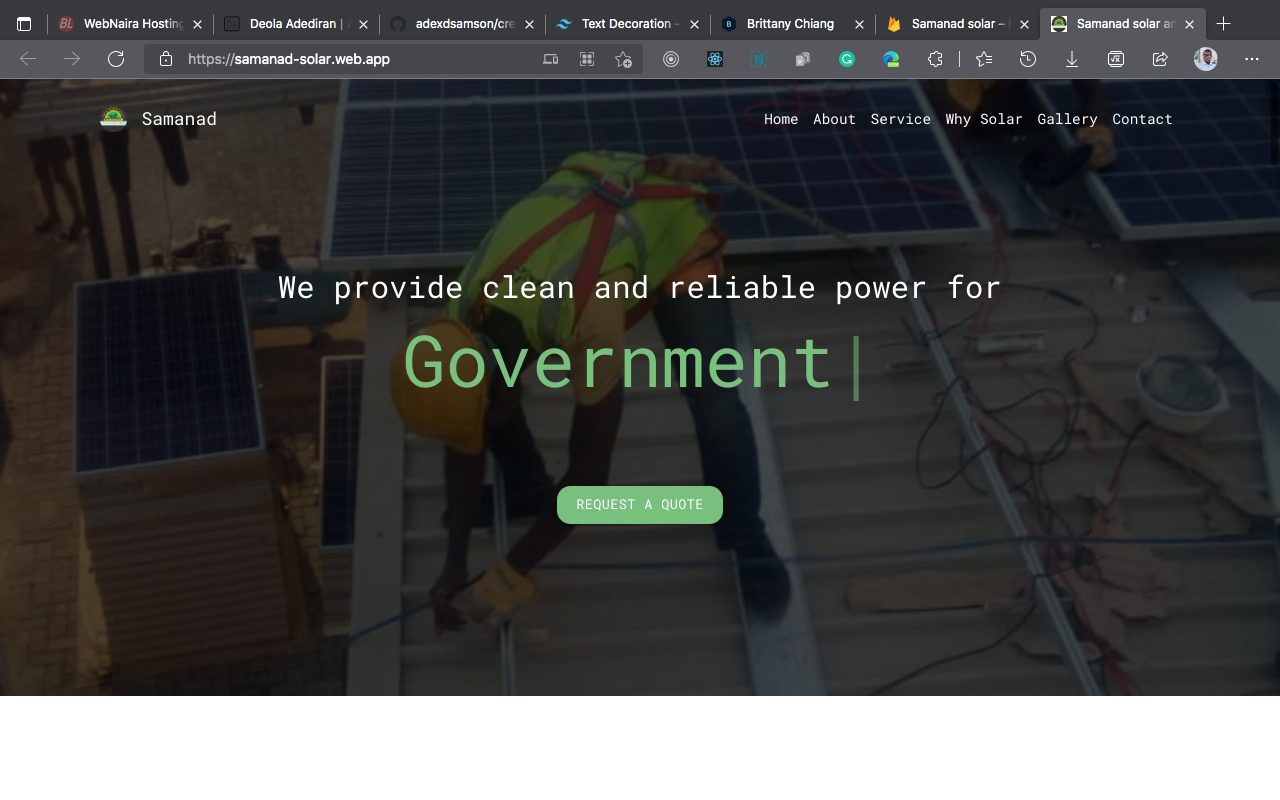 WebNaira Hosting
Deola Adediran |
adexdsamson/cre
Text Decoration -
Brittany Chiang
Samanad solar –
Samanad solar an
https://samanad-solar.web.app
Samanad
Home About Service Why Solar Gallery Contact
We provide clean and reliable power for
Government
REQUEST A QUOTE